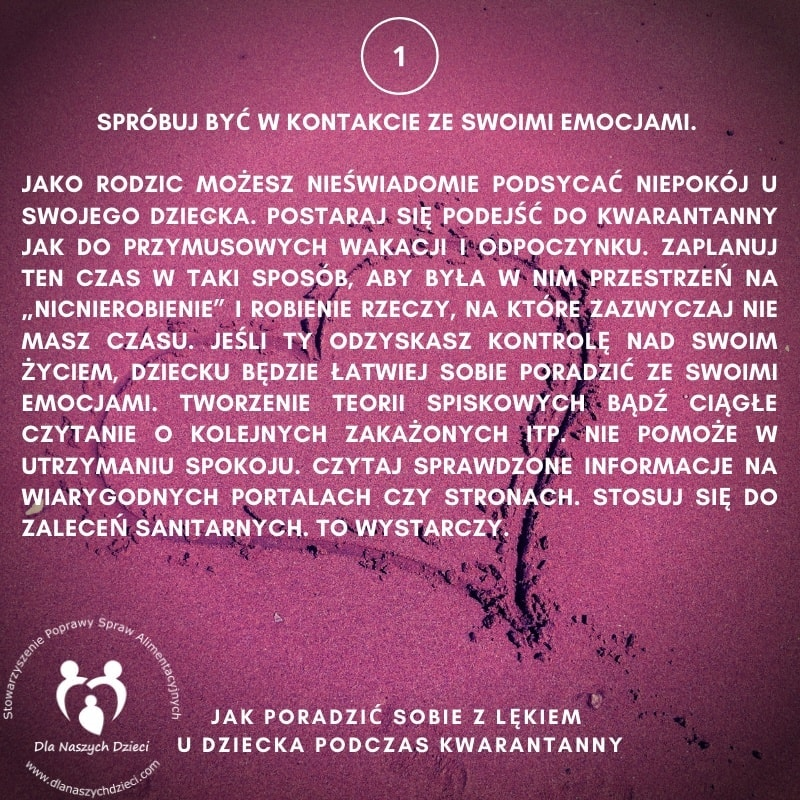 1
SPRÓBUJ BYĆ W KONTAKCIE ZE SWOIMI EMOCJAMI.
JAKO RODZIC MOŻESZ NIEŚWIADOMIE PODSYCAĆ NIEPOKÓJ U
SWOJEGO DZIECKA. POSTARAJ SIĘ PODEJŚĆ DO KWARANTANNY
JAK DO PRZYMUSOWYCH WAKACJI I ODPOCZYNKU. ZAPLANUJ
TEN CZAS W TAKI SPOSÓB, ABY BYŁA W NIM PRZESTRZEŃ NA
„NICNIEROBIENIE” I ROBIENIE RZECZY, NA KTÓRE ZAZWYCZAJ NIE
MASZ CZASU. JEŚLI TY ODZYSKASZ KONTROLĘ NAD SWOIM
ŻYCIEM, DZIECKU BĘDZIE ŁATWIEJ SOBIE PORADZIĆ ZE SWOIMI
EMOCJAMI. TWORZENIE TEORII SPISKOWYCH BĄDŹ CIĄGŁE
CZYTANIE O KOLEJNYCH ZAKAŻONYCH ITP. NIE POMOŻE W
UTRZYMANIU SPOKOJU. CZYTAJ SPRAWDZONE INFORMACJE NA
WIARYGODNYCH PORTALACH CZY STRONACH. STOSUJ SIĘ DO
ZALECEŃ SANITARNYCH. TO WYSTARCZY.
Stowarzyszenie Poprawy Spraw Alimentacyjnych
Dla Naszych Dzieci
www.dlanaszychdzieci.com
JAK PORADZIĆ SOBIE Z LĘKIEM
U DZIECKA PODCZAS KWARANTANNY